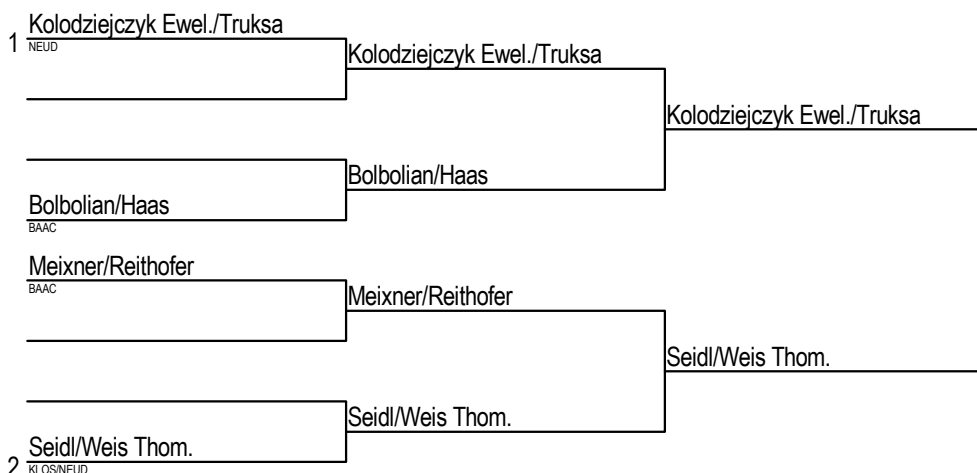 Kolodziejczyk Ewel./Truksa
1
NEUD
Kolodziejczyk Ewel./Truksa
Kolodziejczyk Ewel./Truksa
Bolbolian/Haas
Bolbolian/Haas
BAAC
Meixner/Reithofer
BAAC
Meixner/Reithofer
Seidl/Weis Thom.
Seidl/Weis Thom.
Seidl/Weis Thom.
2
KLOS/NEUD